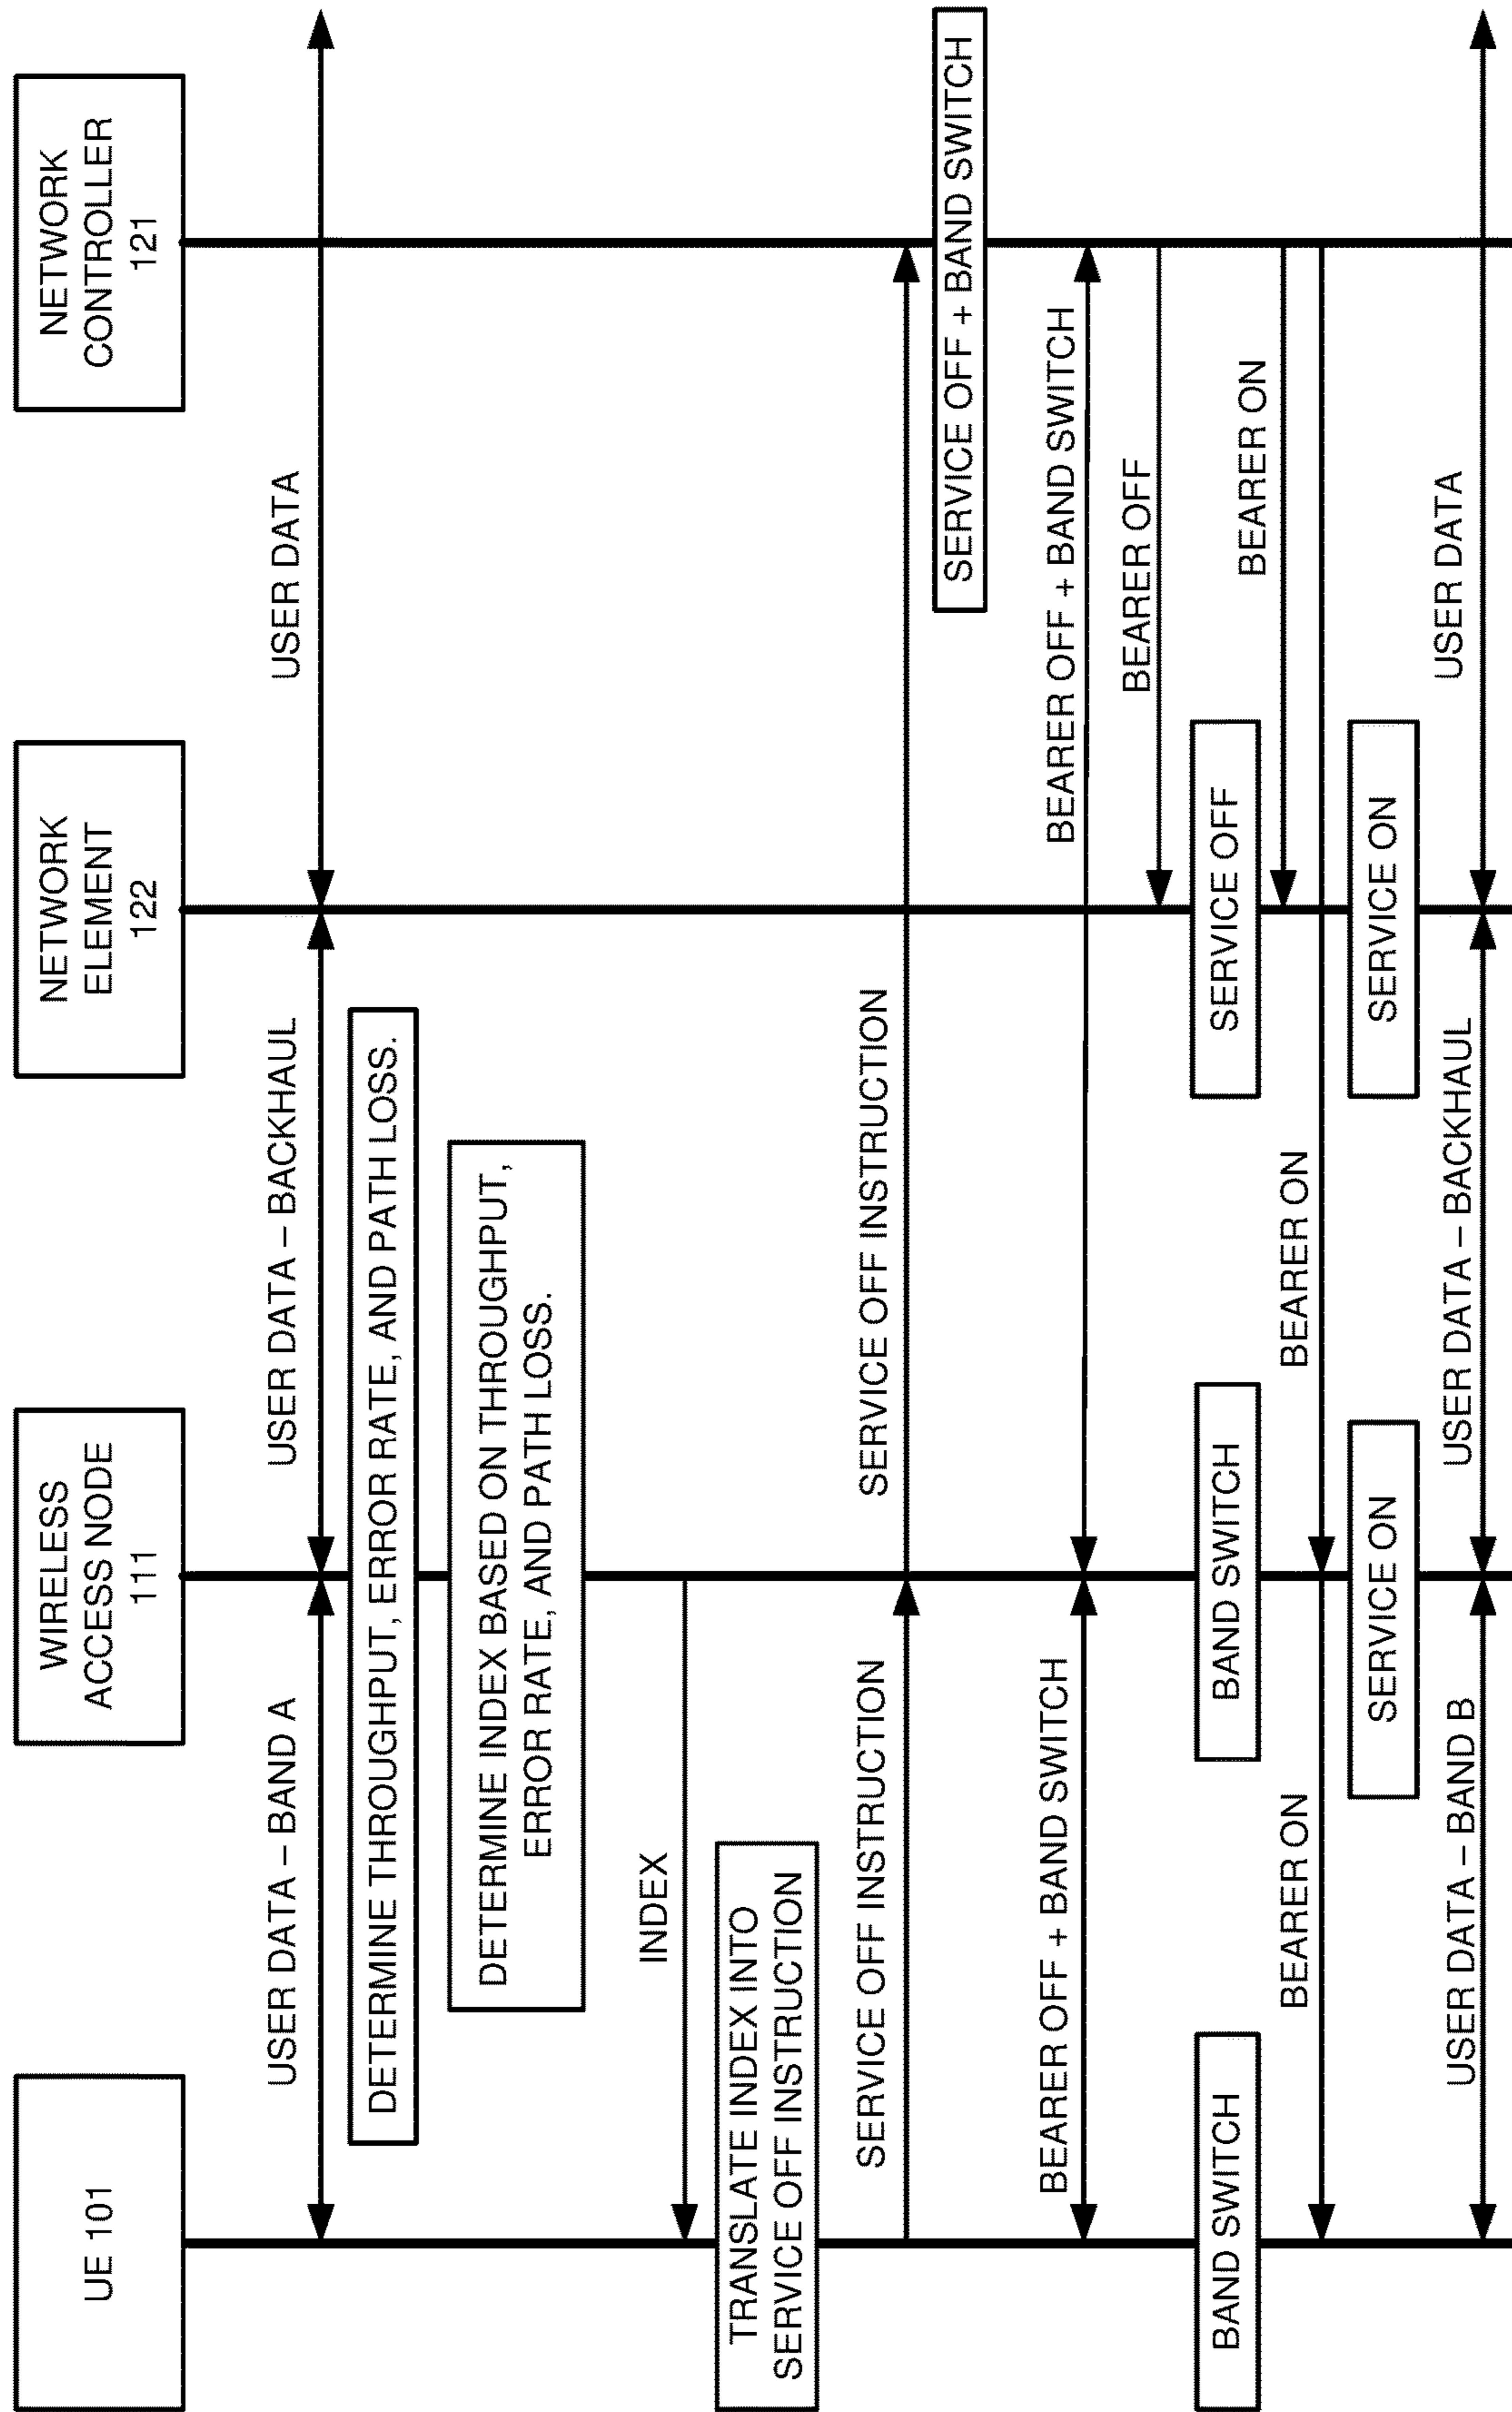 UE 101
WIRELESS
ACCESS NODE
111
NETWORK
ELEMENT
122
NETWORK
CONTROLLER
121
USER DATA – BAND A
USER DATA – BACKHAUL
USER DATA
DETERMINE THROUGHPUT, ERROR RATE, AND PATH LOSS.
DETERMINE INDEX BASED ON THROUGHPUT,
ERROR RATE, AND PATH LOSS.
INDEX
TRANSLATE INDEX INTO
SERVICE OFF INSTRUCTION
SERVICE OFF INSTRUCTION
SERVICE OFF INSTRUCTION
SERVICE OFF + BAND SWITCH
BEARER OFF + BAND SWITCH
BEARER OFF + BAND SWITCH
BEARER OFF
BAND SWITCH
BAND SWITCH
SERVICE OFF
BEARER ON
BEARER ON
BEARER ON
SERVICE ON
SERVICE ON
USER DATA – BAND B
USER DATA – BACKHAUL
USER DATA